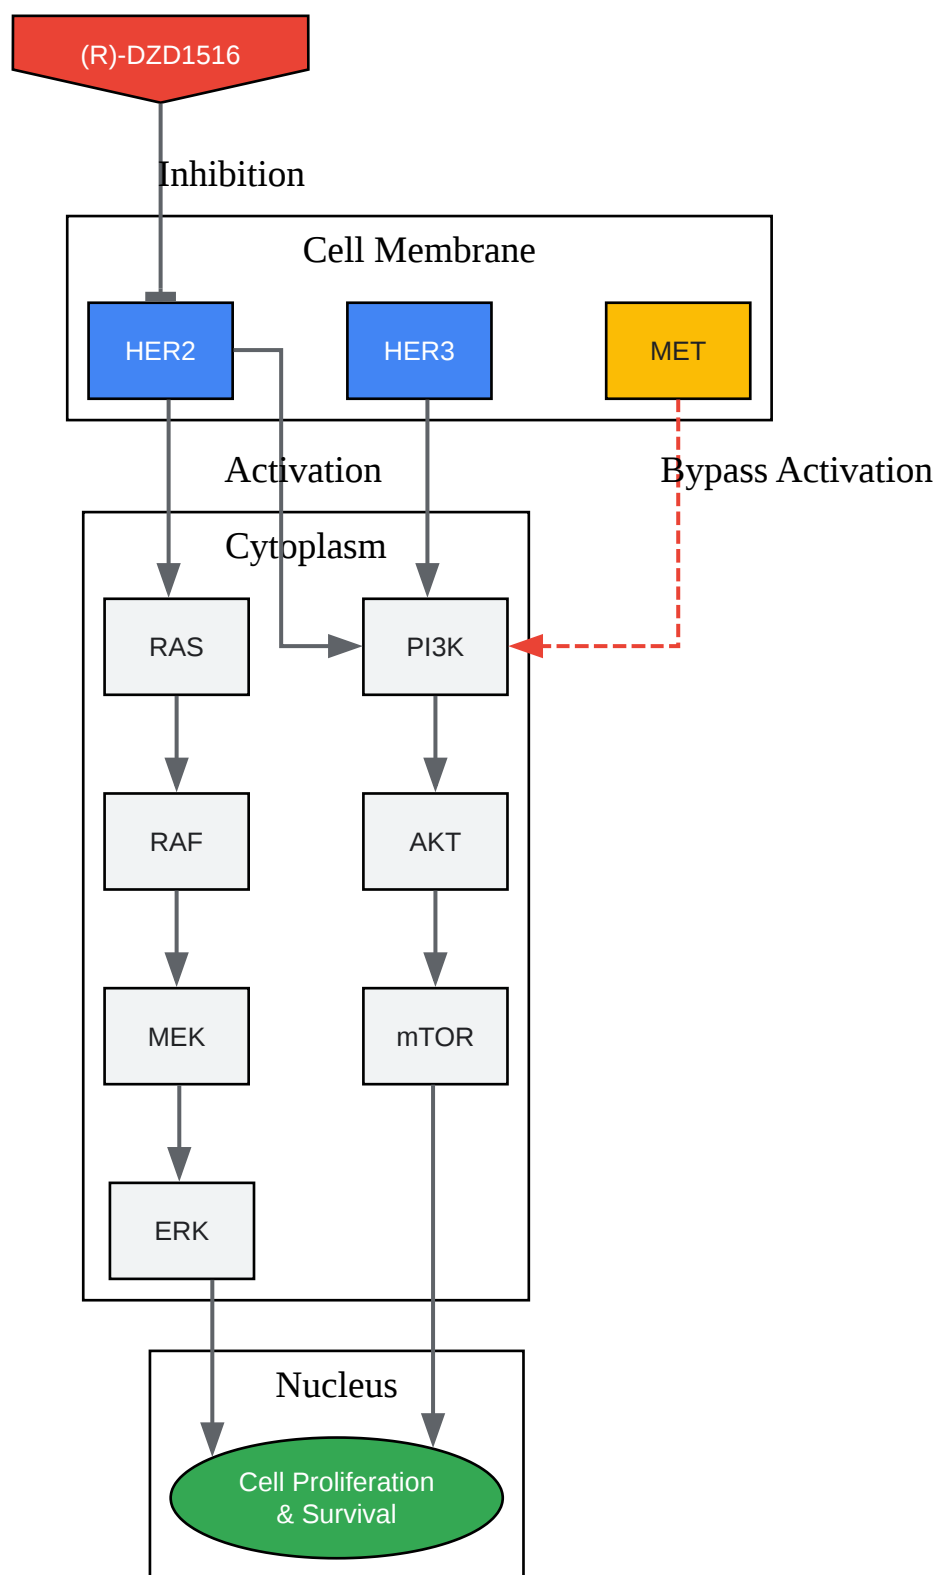 (R)-DZD1516
Inhibition
Cell Membrane
HER2
HER3
MET
Activation
Bypass Activation
Cytoplasm
RAS
PI3K
RAF
AKT
MEK
mTOR
ERK
Nucleus
Cell Proliferation
& Survival